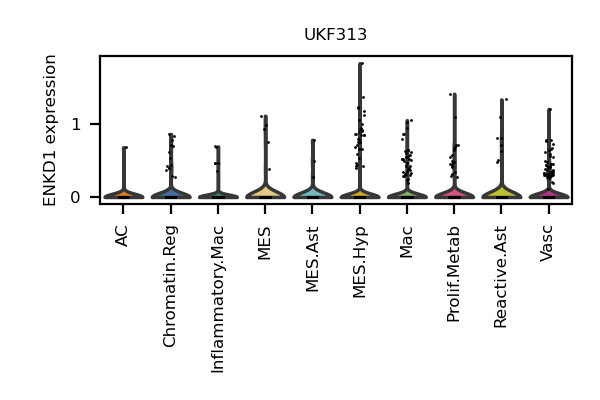 UKF313
ENKD1 expression
1
0
AC
Chromatin.Reg
Inflammatory.Mac
MES
MES.Ast
MES.Hyp
Mac
Prolif.Metab
Reactive.Ast
Vasc